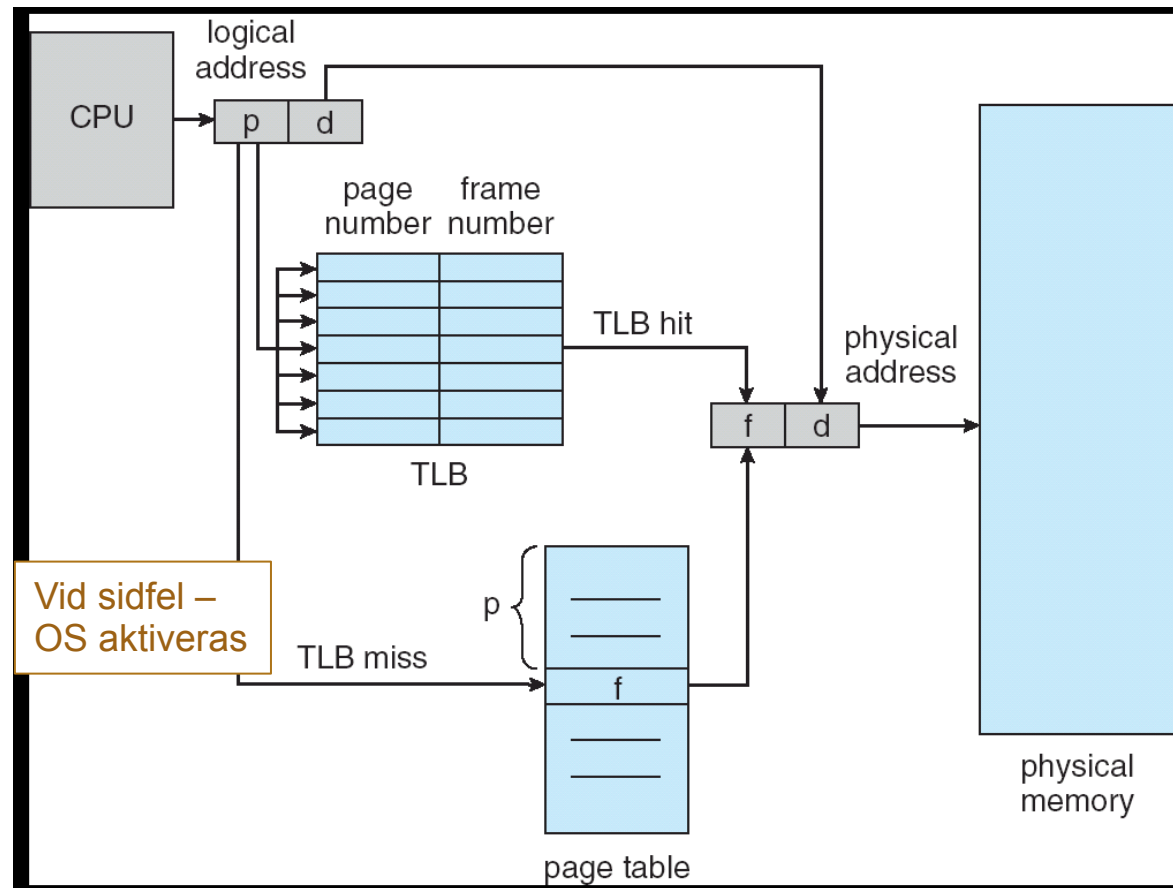 logical
address
CPU
p
d
page
number
frame
number
TLB hit
physical
address
f
d
TLB
Vid sidfel –
OS aktiveras
p
TLB miss
f
physical
memory
page table